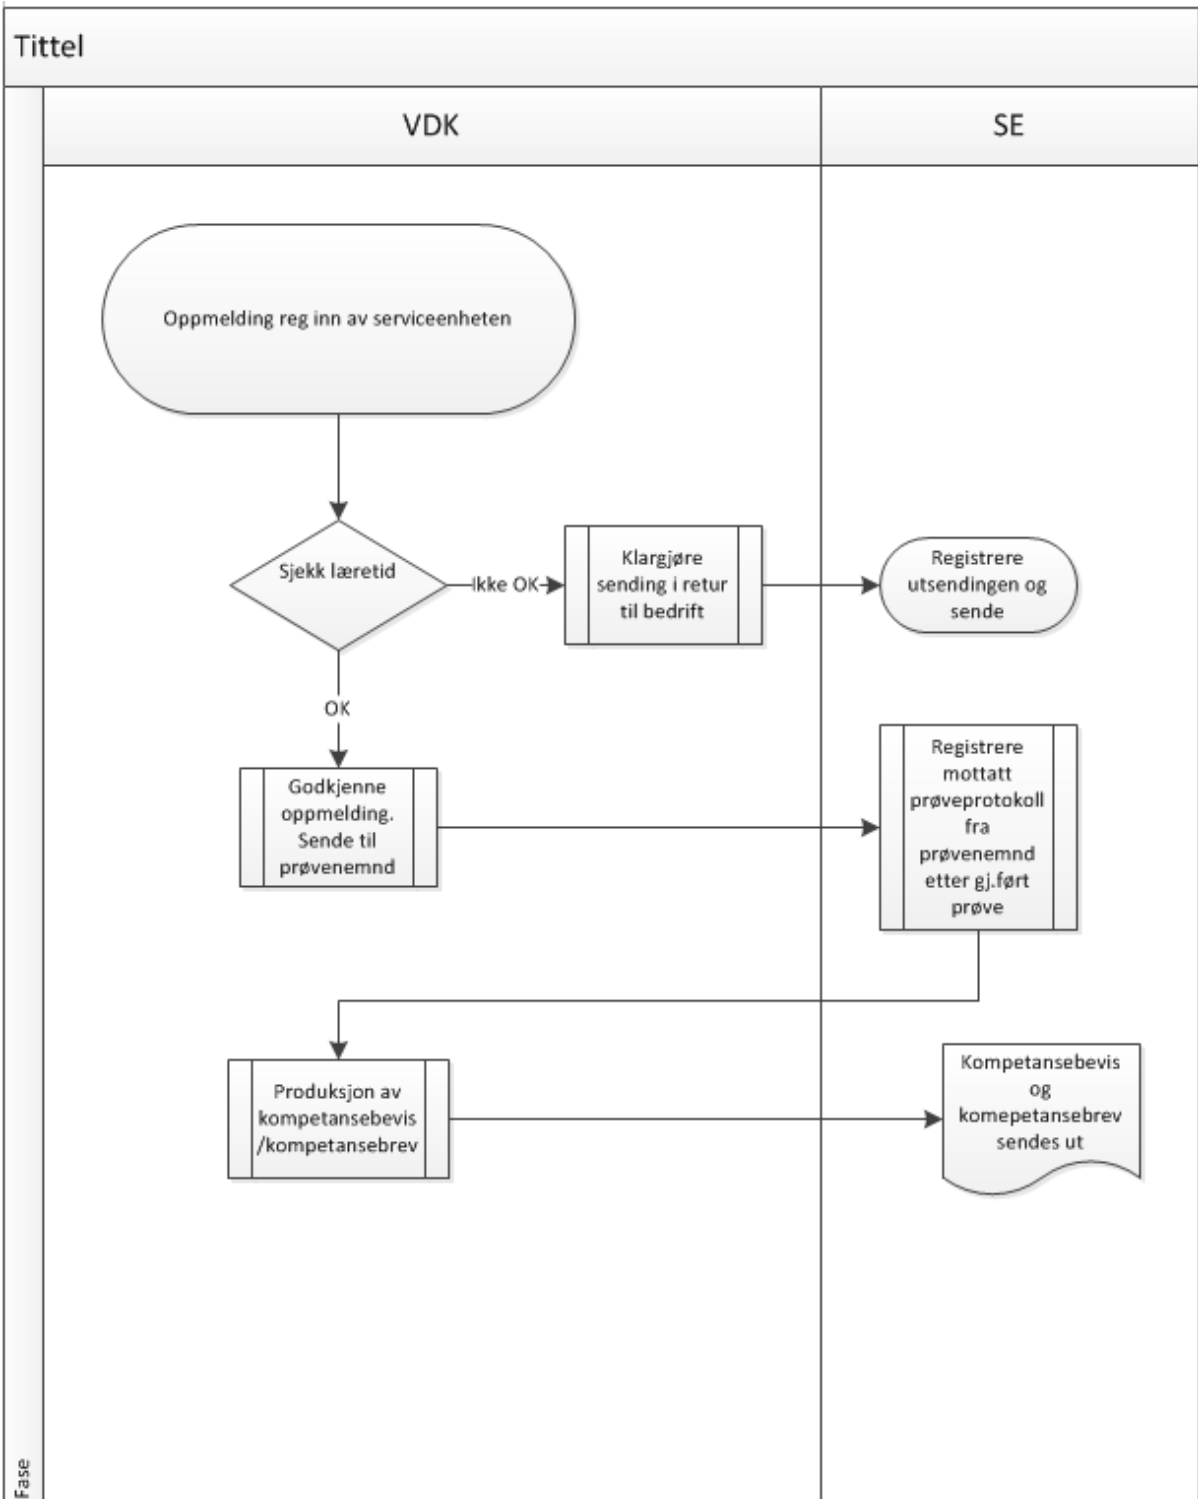 Tittel
VDK
SE
Oppmelding reg inn av serviceenheten
Sjekk læretid
Ikke OK
Klargjøre
sending i retur
til bedrift
Registrere
utsendingen og
sende
OK
Godkjenne
oppmelding.
Sende til
prøvenemnd
Registrere
mottatt
prøveprotokoll
fra
prøvenemnd
etter gj.ført
prøve
Produksjon av
kompetansebevis
/kompetansebrev
Kompetansebevis
og
komepetansebrev
sendes ut
Fase